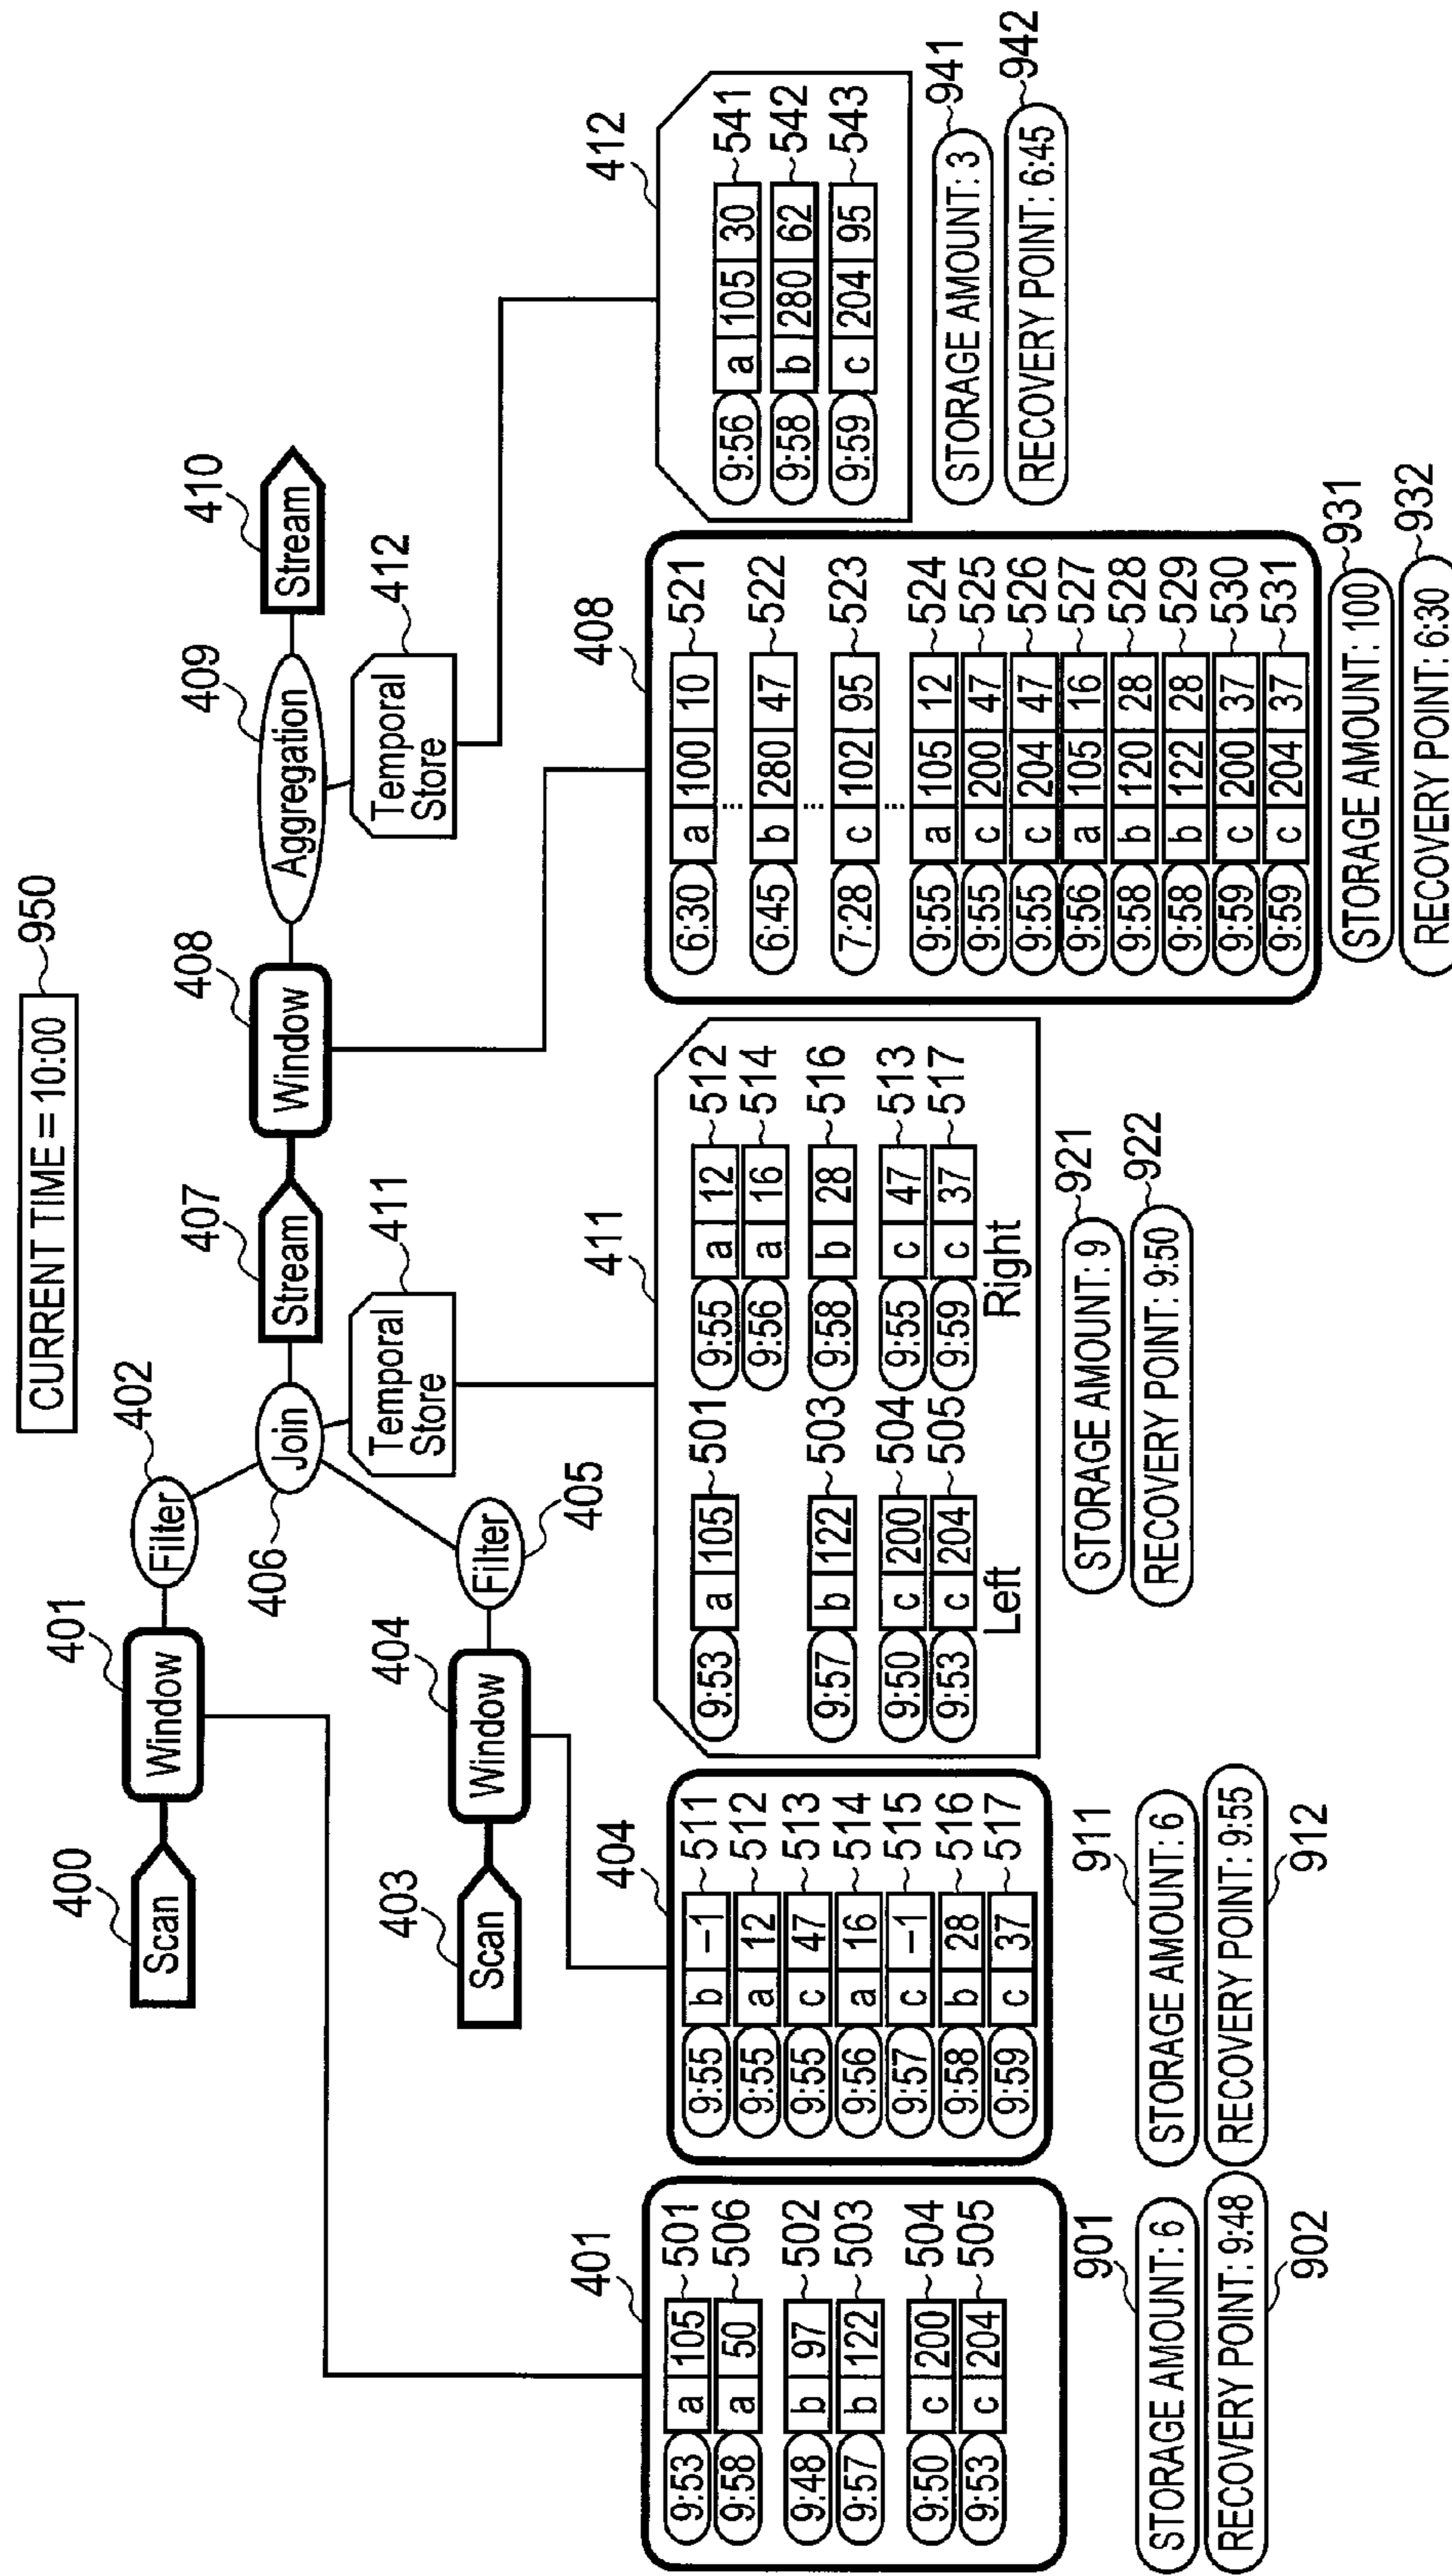 CURRENT TIME = 10:00
950
400
Scan
401
Window
402
Filter
403
Scan
404
Window
405
Filter
406
Join
407
Stream
408
Window
409
Aggregation
410
Stream
411
Temporal
Store
412
Temporal
Store
401
9:53 a 105 501
9:58 a 50 506
9:48 b 97 502
9:57 b 122 503
9:50 c 200 504
9:53 c 204 505
901
STORAGE AMOUNT: 6
RECOVERY POINT: 9:48
902
404
9:55 b –1 511
9:55 a 12 512
9:55 c 47 513
9:56 a 16 514
9:57 c –1 515
9:58 b 28 516
9:59 c 37 517
911
STORAGE AMOUNT: 6
RECOVERY POINT: 9:55
912
411
9:53 a 105 501 9:55 a 12 512
9:56 a 16 514
9:57 b 122 503 9:58 b 28 516
9:50 c 200 504 9:55 c 47 513
9:53 c 204 505 9:59 c 37 517
Left Right
STORAGE AMOUNT: 9 921
RECOVERY POINT: 9:50 922
408
6:30 a 100 10 521
...
6:45 b 280 47 522
...
7:28 c 102 95 523
...
9:55 a 105 12 524
9:55 c 200 47 525
9:55 c 204 47 526
9:56 a 105 16 527
9:58 b 120 28 528
9:58 b 122 28 529
9:59 c 200 37 530
9:59 c 204 37 531
STORAGE AMOUNT: 100 931
RECOVERY POINT: 6:30 932
412
9:56 a 105 30 541
9:58 b 280 62 542
9:59 c 204 95 543
STORAGE AMOUNT: 3 941
RECOVERY POINT: 6:45 942